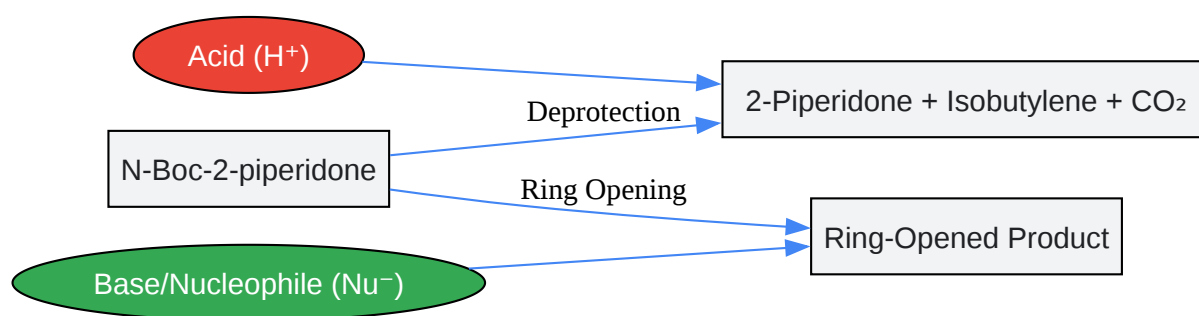 Acid (H⁺)
2-Piperidone + Isobutylene + CO₂
Deprotection
N-Boc-2-piperidone
Ring Opening
Ring-Opened Product
Base/Nucleophile (Nu⁻)